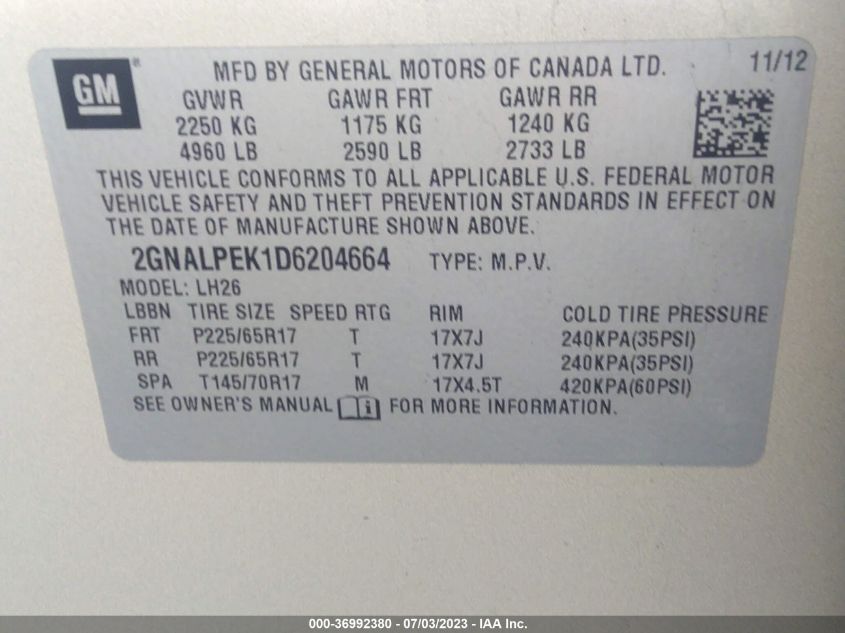 GM ® MFD BY GENERAL MOTORS OF CANADA LTD. 11/12
GVWR GAWR FRT GAWR RR
2250 KG 1175 KG 1240 KG
4960 LB 2590 LB 2733 LB
THIS VEHICLE CONFORMS TO ALL APPLICABLE U.S. FEDERAL MOTOR
VEHICLE SAFETY AND THEFT PREVENTION STANDARDS IN EFFECT ON
THE DATE OF MANUFACTURE SHOWN ABOVE.
2GNALPEK1D6204664 TYPE: M.P.V.
MODEL: LH26
LBBN TIRE SIZE SPEED RTG RIM COLD TIRE PRESSURE
FRT P225/65R17 T 17X7J 240KPA(35PSI)
RR P225/65R17 T 17X7J 240KPA(35PSI)
SPA T145/70R17 M 17X4.5T 420KPA(60PSI)
SEE OWNER'S MANUAL i FOR MORE INFORMATION.
000-36992380 - 07/03/2023 - IAA Inc.